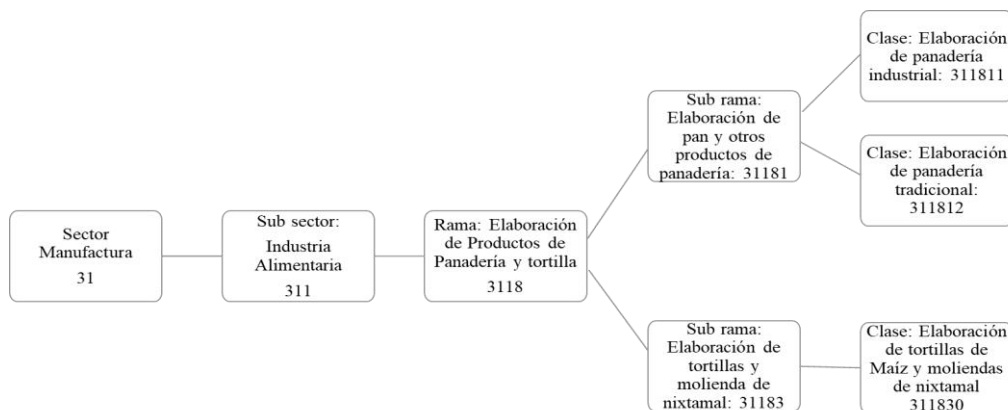 Sector
Manufactura
31
Sub sector:
Industria
Alimentaria
311
Rama: Elaboración
de Productos de
Panadería y tortilla
3118
Sub rama:
Elaboración de
pan y otros
productos de
panadería: 31181
Clase: Elaboración
de panadería
industrial: 311811
Clase: Elaboración
de panadería
tradicional:
311812
Sub rama:
Elaboración de
tortillas y
molienda de
nixtamal: 31183
Clase: Elaboración
de tortillas de
Maíz y moliendas
de nixtamal
311830